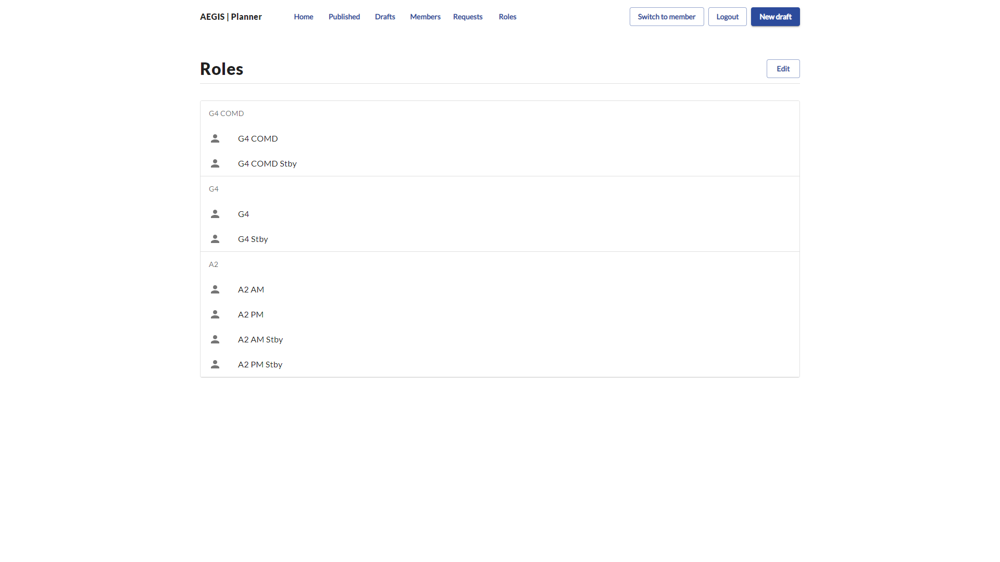 AEGIS | Planner Home Published Drafts Members Requests Roles Switch to member Logout New draft
Roles Edit
G4 COMD
G4 COMD
G4 COMD Stby
G4
G4
G4 Stby
A2
A2 AM
A2 PM
A2 AM Stby
A2 PM Stby